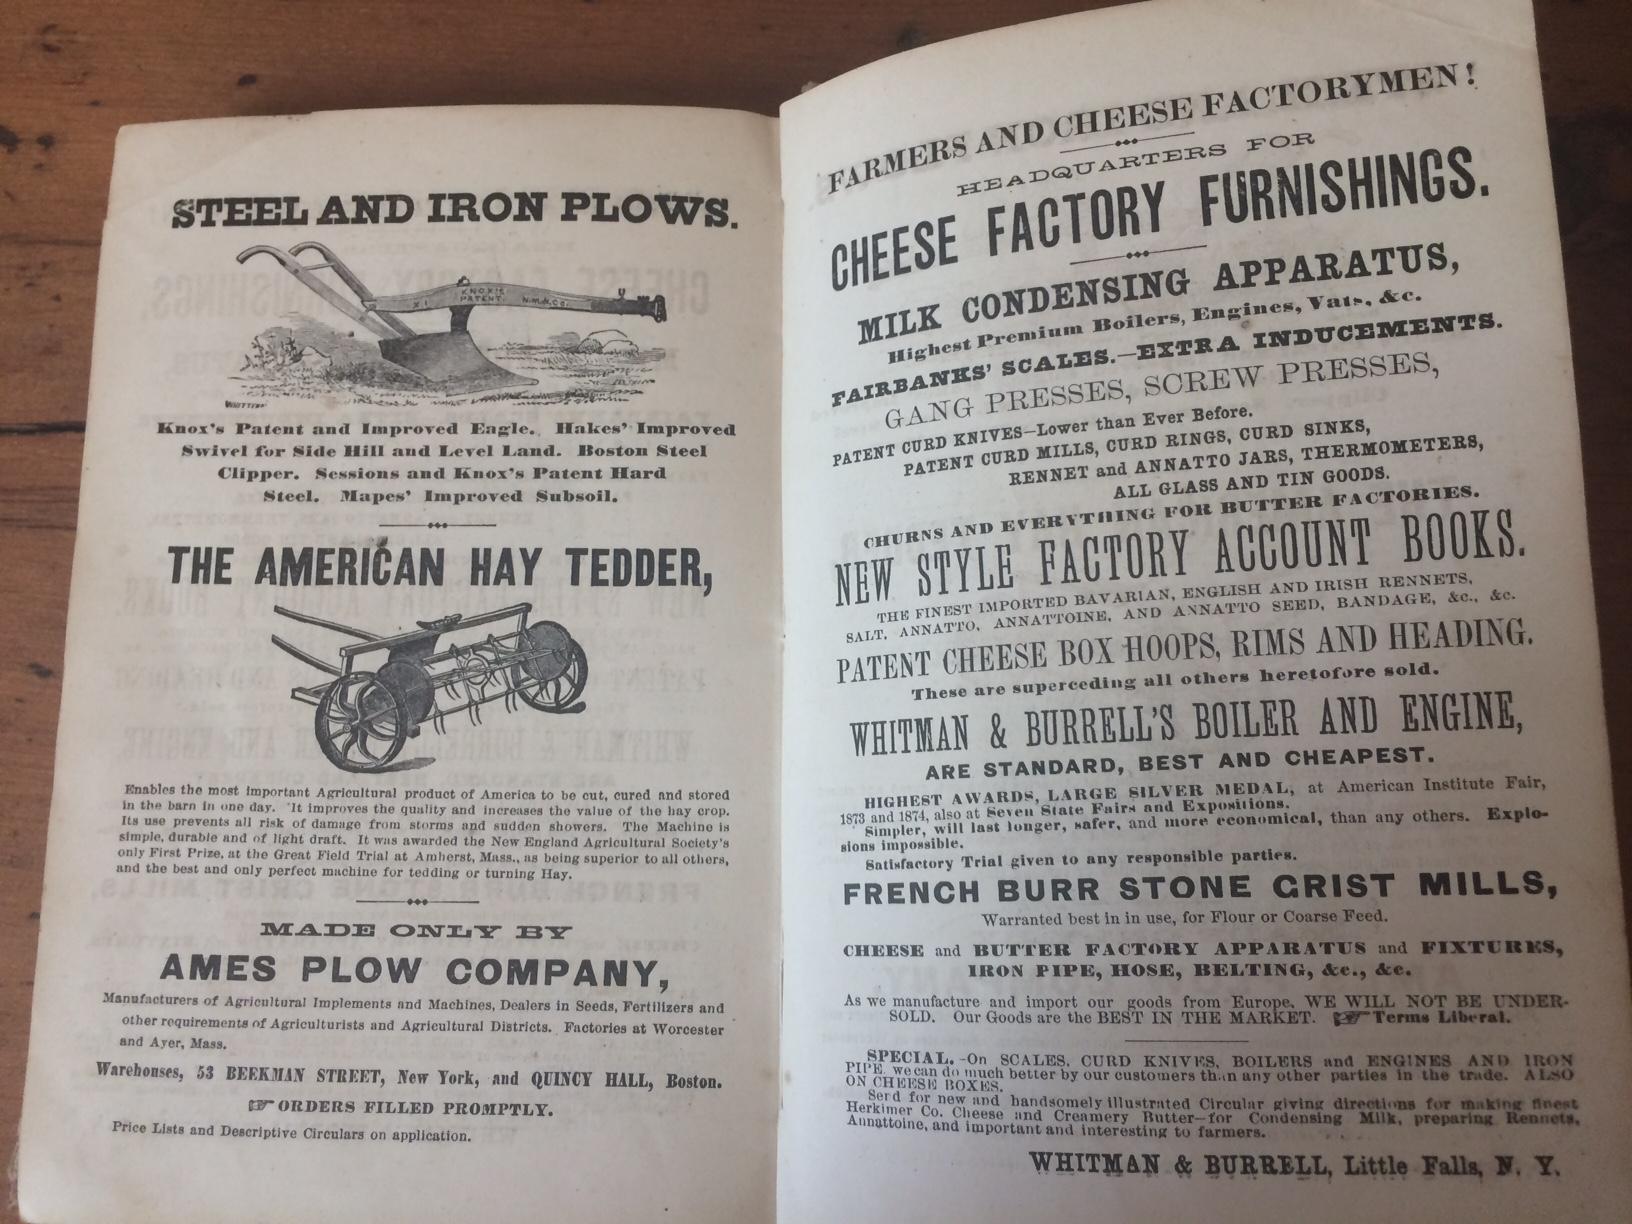 STEEL AND IRON PLOWS.
KNOX'S
PATENT.
X 1
N.M.&Co.
Knox's Patent and Improved Eagle. Hakes' Improved
Swivel for Side Hill and Level Land. Boston Steel
Clipper. Sessions and Knox's Patent Hard
Steel. Mapes' Improved Subsoil.
THE AMERICAN HAY TEDDER,
Enables the most important Agricultural product of America to be cut, cured and stored
in the barn in one day. It improves the quality and increases the value of the hay crop.
Its use prevents all risk of damage from storms and sudden showers. The Machine is
simple, durable and of light draft. It was awarded the New England Agricultural Society's
only First Prize, at the Great Field Trial at Amherst, Mass., as being superior to all others,
and the best and only perfect machine for tedding or turning Hay.
MADE ONLY BY
AMES PLOW COMPANY,
Manufacturers of Agricultural Implements and Machines, Dealers in Seeds, Fertilizers and
other requirements of Agriculturists and Agricultural Districts. Factories at Worcester
and Ayer, Mass.
Warehouses, 53 BEEKMAN STREET, New York, and QUINCY HALL, Boston.
☞ ORDERS FILLED PROMPTLY.
Price Lists and Descriptive Circulars on application.
FARMERS AND CHEESE FACTORYMEN!
HEADQUARTERS FOR
CHEESE FACTORY FURNISHINGS.
MILK CONDENSING APPARATUS,
Highest Premium Boilers, Engines, Vats, &c.
FAIRBANKS' SCALES.—EXTRA INDUCEMENTS.
GANG PRESSES, SCREW PRESSES,
PATENT CURD KNIVES—Lower than Ever Before.
PATENT CURD MILLS, CURD RINGS, CURD SINKS,
RENNET and ANNATTO JARS, THERMOMETERS,
ALL GLASS AND TIN GOODS.
CHURNS AND EVERYTHING FOR BUTTER FACTORIES.
NEW STYLE FACTORY ACCOUNT BOOKS.
THE FINEST IMPORTED BAVARIAN, ENGLISH AND IRISH RENNETS,
SALT, ANNATTO, ANNATTOINE, AND ANNATTO SEED, BANDAGE, &c., &c.
PATENT CHEESE BOX HOOPS, RIMS AND HEADING.
These are superceding all others heretofore sold.
WHITMAN & BURRELL'S BOILER AND ENGINE,
ARE STANDARD, BEST AND CHEAPEST.
HIGHEST AWARDS, LARGE SILVER MEDAL, at American Institute Fair,
1873 and 1874, also at Seven State Fairs and Expositions.
Simpler, will last longer, safer, and more economical, than any others. Explo-
sions impossible.
Satisfactory Trial given to any responsible parties.
FRENCH BURR STONE GRIST MILLS,
Warranted best in in use, for Flour or Coarse Feed.
CHEESE and BUTTER FACTORY APPARATUS and FIXTURES,
IRON PIPE, HOSE, BELTING, &c., &c.
As we manufacture and import our goods from Europe, WE WILL NOT BE UNDER-
SOLD. Our Goods are the BEST IN THE MARKET. ☞ Terms Liberal.
SPECIAL.-On SCALES, CURD KNIVES, BOILERS and ENGINES AND IRON
PIPE, we can do much better by our customers than any other parties in the trade. ALSO
ON CHEESE BOXES.
Serd for new and handsomely illustrated Circular giving directions for making finest
Herkimer Co. Cheese and Creamery Butter—for Condensing Milk, preparing Rennets,
Annattoine, and important and interesting to farmers.
WHITMAN & BURRELL, Little Falls, N. Y.